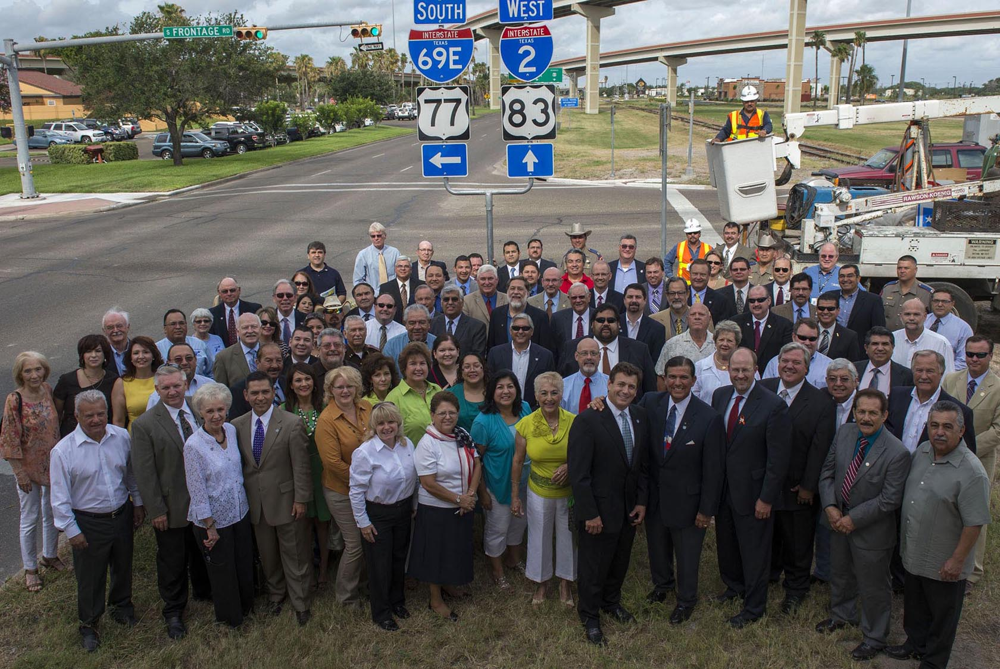 SOUTH
WEST
S FRONTAGE RD
ONE WAY
INTERSTATE
TEXAS
69E
INTERSTATE
TEXAS
2
77
83
RAWSON-KOENIG
WARNING
DANGER